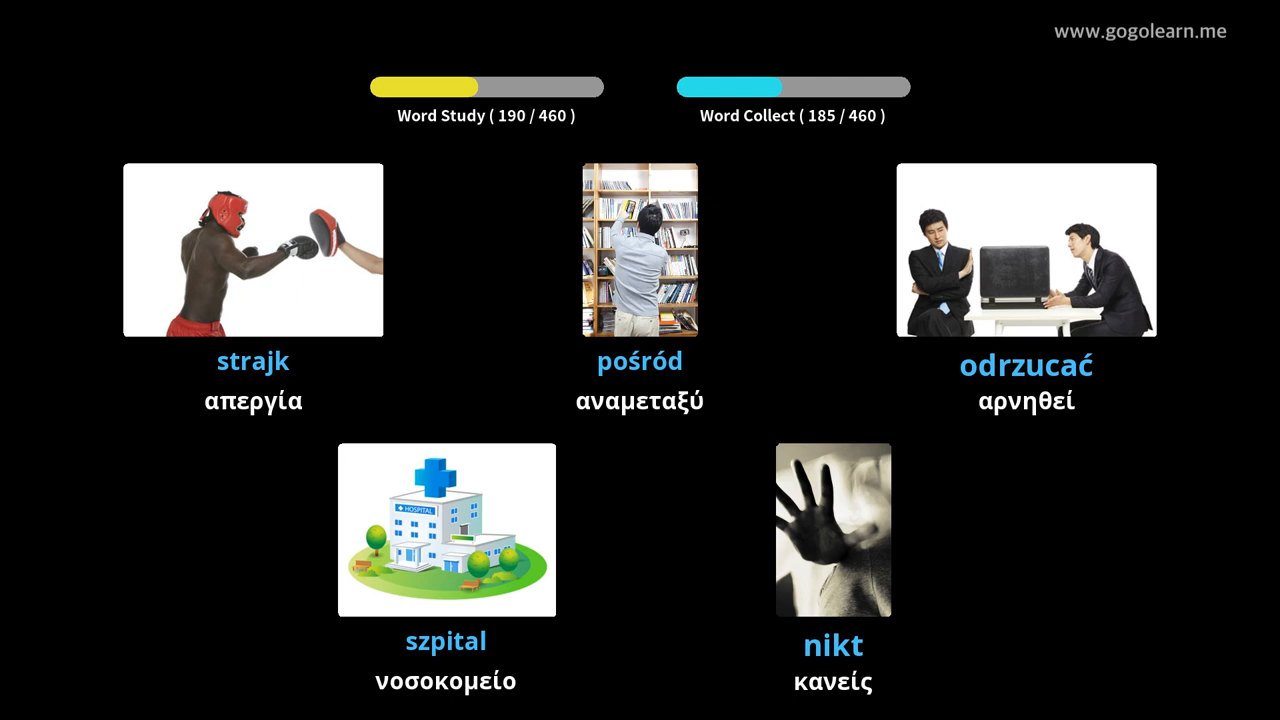 www.gogolearn.me
Word Study ( 190 / 460 )
Word Collect ( 185 / 460 )
strajk
απεργία
pośród
αναμεταξύ
odrzucać
αρνηθεί
HOSPITAL
szpital
νοσοκομείο
nikt
κανείς